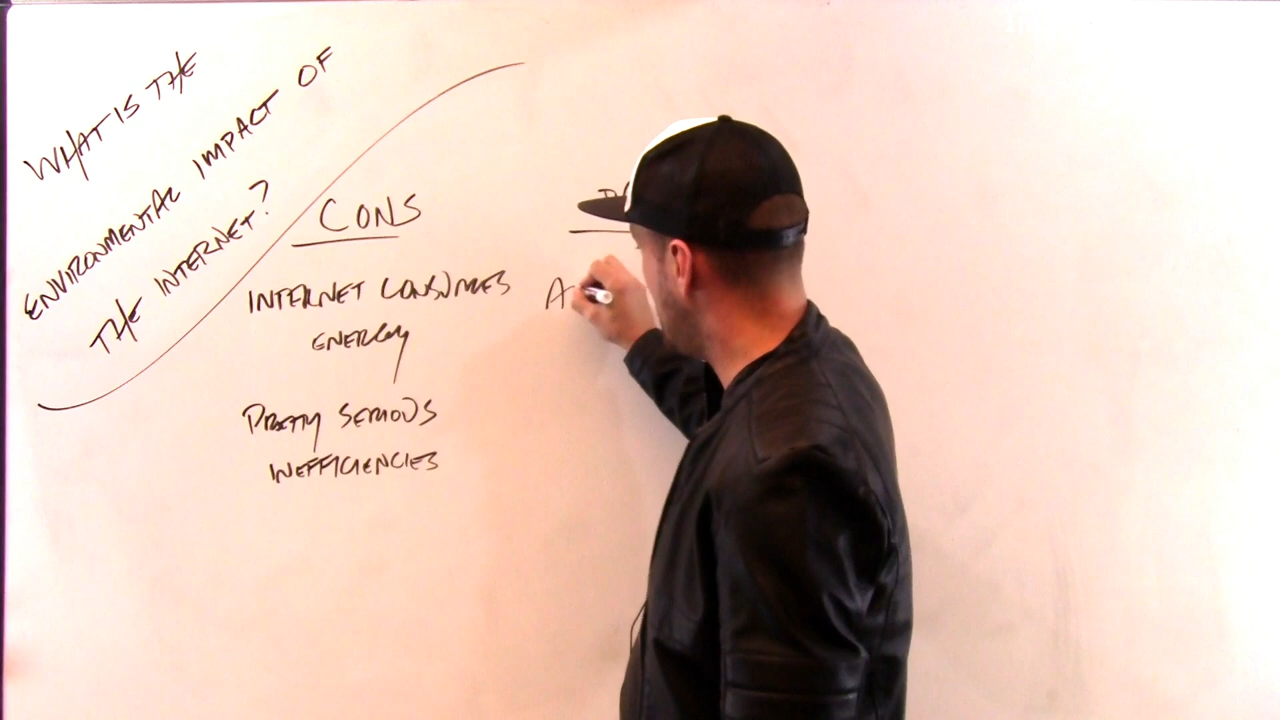 WHAT IS THE
ENVIRONMENTAL IMPACT OF
THE INTERNET?
CONS
INTERNET CONSUMES
ENERGY
PRETTY SERIOUS
INEFFICIENCIES
A